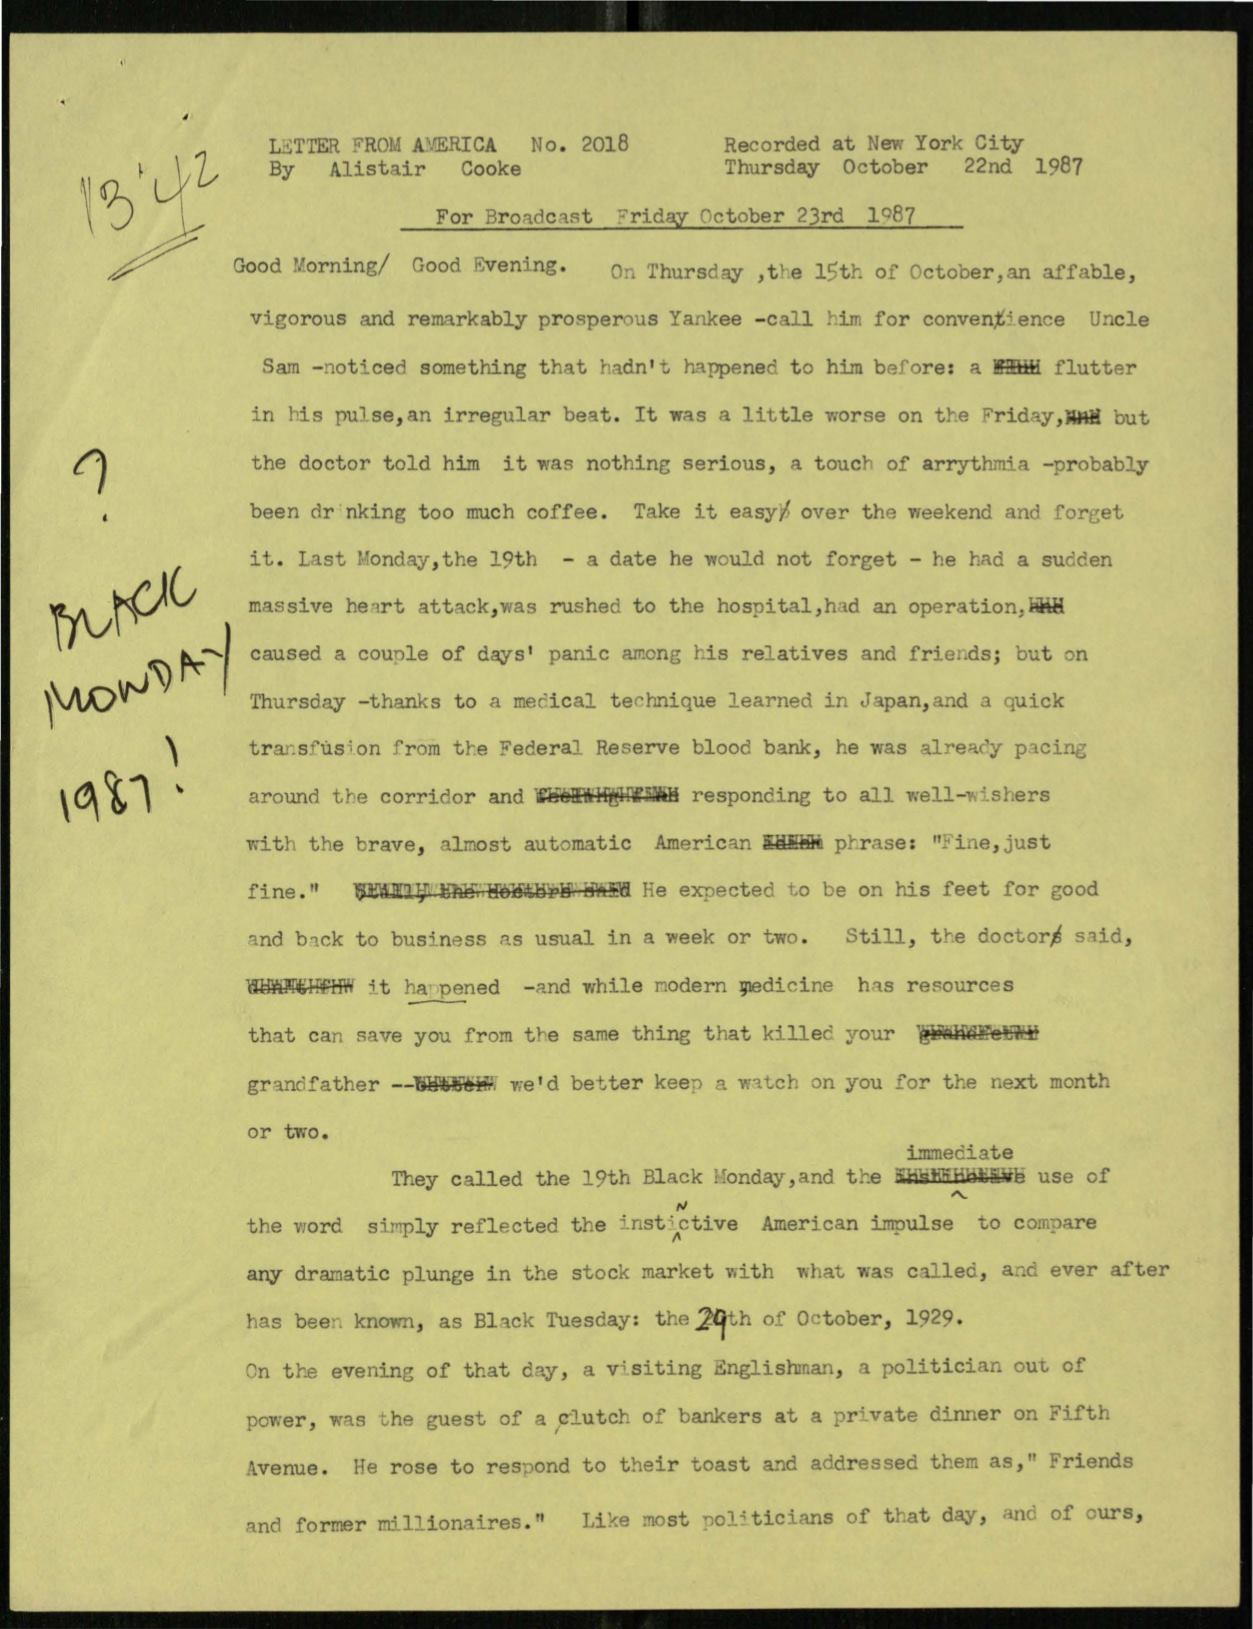 LETTER FROM AMERICA No. 2018
By Alistair Cooke
Recorded at New York City
Thursday October 22nd 1987
13'42
For Broadcast Friday October 23rd 1987
Good Morning/ Good Evening. On Thursday ,the 15th of October,an affable,
vigorous and remarkably prosperous Yankee -call him for convenience Uncle
Sam -noticed something that hadn't happened to him before: a flutter
in his pulse,an irregular beat. It was a little worse on the Friday, but
the doctor told him it was nothing serious, a touch of arrythmia -probably
been dr nking too much coffee. Take it easy over the weekend and forget
it. Last Monday,the 19th - a date he would not forget - he had a sudden
massive heart attack,was rushed to the hospital,had an operation,
caused a couple of days' panic among his relatives and friends; but on
Thursday -thanks to a medical technique learned in Japan,and a quick
transfusion from the Federal Reserve blood bank, he was already pacing
around the corridor and responding to all well-wishers
with the brave, almost automatic American phrase: "Fine,just
fine." He expected to be on his feet for good
and back to business as usual in a week or two. Still, the doctor said,
it happened -and while modern medicine has resources
that can save you from the same thing that killed your
grandfather -- we'd better keep a watch on you for the next month
or two.
?
BLACK
MONDAY
1987!
They called the 19th Black Monday,and the immediate use of
the word simply reflected the instinctive American impulse to compare
any dramatic plunge in the stock market with what was called, and ever after
has been known, as Black Tuesday: the 29th of October, 1929.
On the evening of that day, a visiting Englishman, a politician out of
power, was the guest of a clutch of bankers at a private dinner on Fifth
Avenue. He rose to respond to their toast and addressed them as," Friends
and former millionaires." Like most politicians of that day, and of ours,